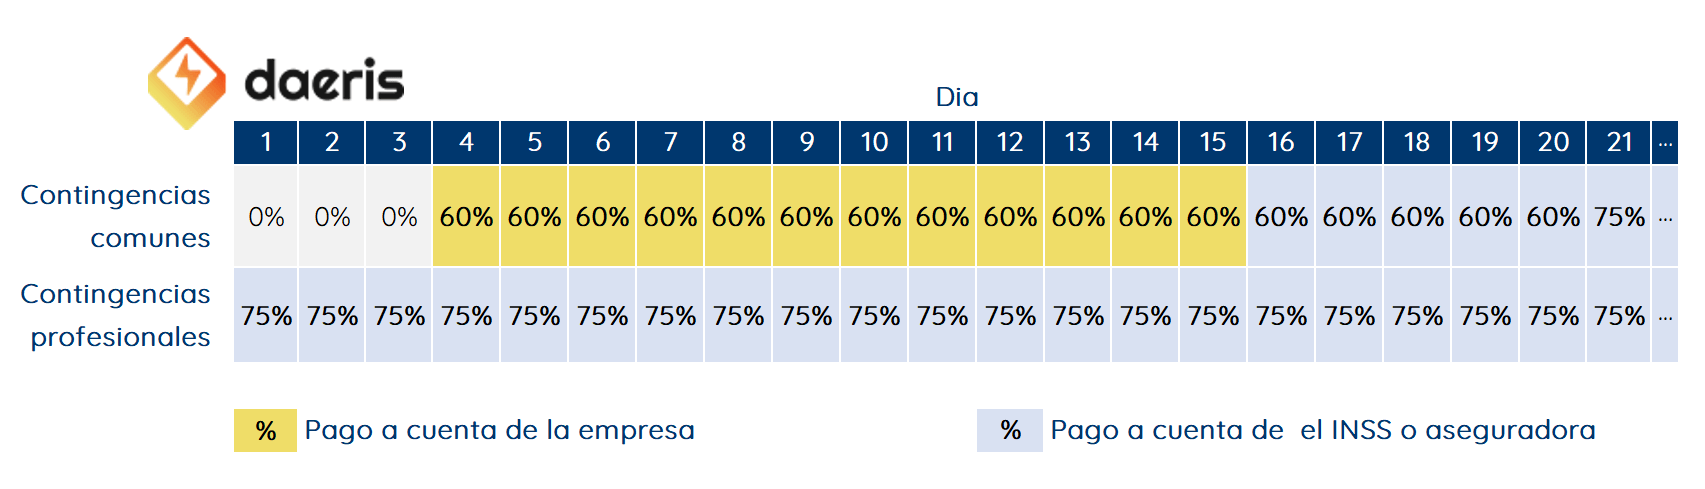 daeris
Dia
1 2 3 4 5 6 7 8 9 10 11 12 13 14 15 16 17 18 19 20 21 ...
Contingencias
comunes
0% 0% 0% 60% 60% 60% 60% 60% 60% 60% 60% 60% 60% 60% 60% 60% 60% 60% 60% 60% 75% ...
Contingencias
profesionales
75% 75% 75% 75% 75% 75% 75% 75% 75% 75% 75% 75% 75% 75% 75% 75% 75% 75% 75% 75% 75% ...
% Pago a cuenta de la empresa
% Pago a cuenta de el INSS o aseguradora